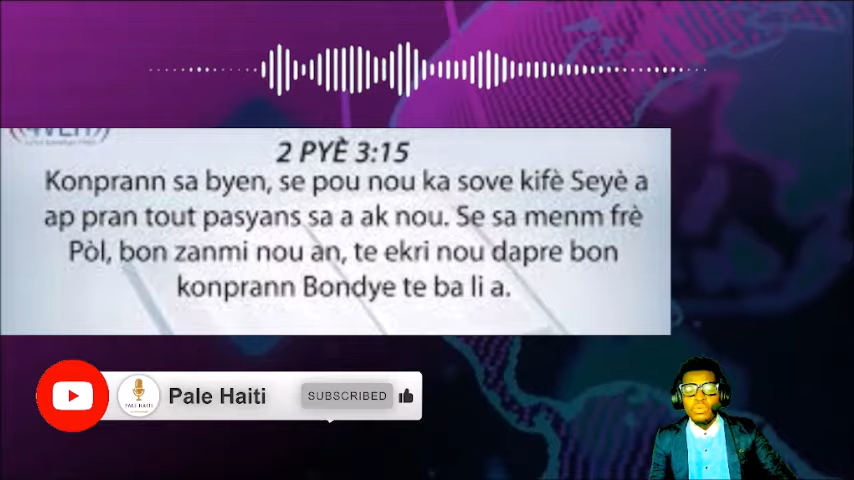 2 PYÈ 3:15
Konprann sa byen, se pou nou ka sove kifè Seyè a
ap pran tout pasyans sa a ak nou. Se sa menm frè
Pòl, bon zanmi nou an, te ekri nou dapre bon
konprann Bondye te ba li a.
PALE HAITI
Pale Haiti
SUBSCRIBED